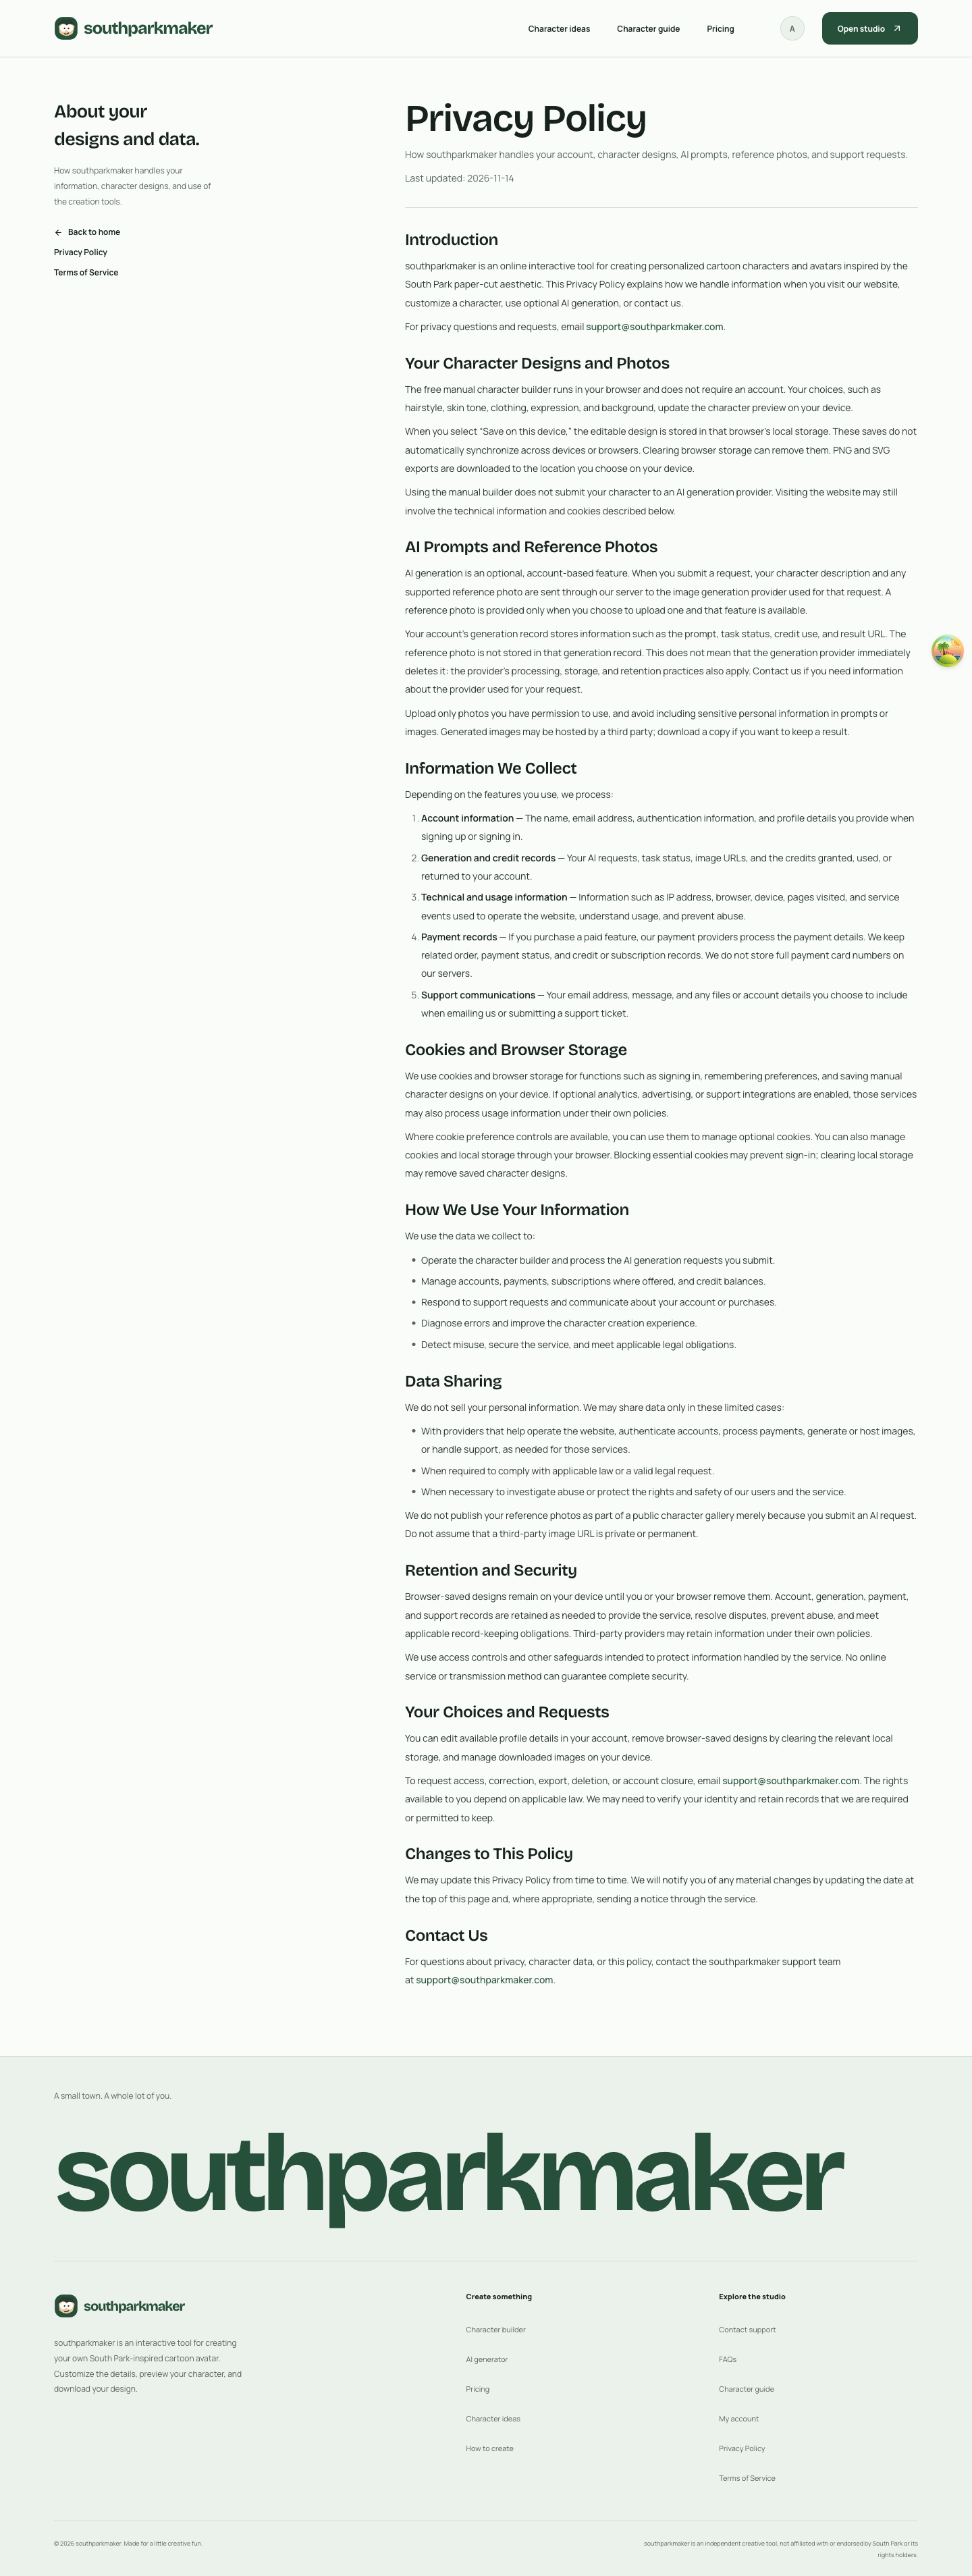 southparkmaker
Character ideas
Character guide
Pricing
A
Open studio
About your
designs and data.
How southparkmaker handles your
information, character designs, and use of
the creation tools.
Back to home
Privacy Policy
Terms of Service
Privacy Policy
How southparkmaker handles your account, character designs, AI prompts, reference photos, and support requests.
Last updated: 2026-11-14
Introduction
southparkmaker is an online interactive tool for creating personalized cartoon characters and avatars inspired by the
South Park paper-cut aesthetic. This Privacy Policy explains how we handle information when you visit our website,
customize a character, use optional AI generation, or contact us.
For privacy questions and requests, email support@southparkmaker.com.
Your Character Designs and Photos
The free manual character builder runs in your browser and does not require an account. Your choices, such as
hairstyle, skin tone, clothing, expression, and background, update the character preview on your device.
When you select “Save on this device,” the editable design is stored in that browser’s local storage. These saves do not
automatically synchronize across devices or browsers. Clearing browser storage can remove them. PNG and SVG
exports are downloaded to the location you choose on your device.
Using the manual builder does not submit your character to an AI generation provider. Visiting the website may still
involve the technical information and cookies described below.
AI Prompts and Reference Photos
AI generation is an optional, account-based feature. When you submit a request, your character description and any
supported reference photo are sent through our server to the image generation provider used for that request. A
reference photo is provided only when you choose to upload one and that feature is available.
Your account’s generation record stores information such as the prompt, task status, credit use, and result URL. The
reference photo is not stored in that generation record. This does not mean that the generation provider immediately
deletes it: the provider’s processing, storage, and retention practices also apply. Contact us if you need information
about the provider used for your request.
Upload only photos you have permission to use, and avoid including sensitive personal information in prompts or
images. Generated images may be hosted by a third party; download a copy if you want to keep a result.
Information We Collect
Depending on the features you use, we process:
1. Account information — The name, email address, authentication information, and profile details you provide when
signing up or signing in.
2. Generation and credit records — Your AI requests, task status, image URLs, and the credits granted, used, or
returned to your account.
3. Technical and usage information — Information such as IP address, browser, device, pages visited, and service
events used to operate the website, understand usage, and prevent abuse.
4. Payment records — If you purchase a paid feature, our payment providers process the payment details. We keep
related order, payment status, and credit or subscription records. We do not store full payment card numbers on
our servers.
5. Support communications — Your email address, message, and any files or account details you choose to include
when emailing us or submitting a support ticket.
Cookies and Browser Storage
We use cookies and browser storage for functions such as signing in, remembering preferences, and saving manual
character designs on your device. If optional analytics, advertising, or support integrations are enabled, those services
may also process usage information under their own policies.
Where cookie preference controls are available, you can use them to manage optional cookies. You can also manage
cookies and local storage through your browser. Blocking essential cookies may prevent sign-in; clearing local storage
may remove saved character designs.
How We Use Your Information
We use the data we collect to:
Operate the character builder and process the AI generation requests you submit.
Manage accounts, payments, subscriptions where offered, and credit balances.
Respond to support requests and communicate about your account or purchases.
Diagnose errors and improve the character creation experience.
Detect misuse, secure the service, and meet applicable legal obligations.
Data Sharing
We do not sell your personal information. We may share data only in these limited cases:
With providers that help operate the website, authenticate accounts, process payments, generate or host images,
or handle support, as needed for those services.
When required to comply with applicable law or a valid legal request.
When necessary to investigate abuse or protect the rights and safety of our users and the service.
We do not publish your reference photos as part of a public character gallery merely because you submit an AI request.
Do not assume that a third-party image URL is private or permanent.
Retention and Security
Browser-saved designs remain on your device until you or your browser remove them. Account, generation, payment,
and support records are retained as needed to provide the service, resolve disputes, prevent abuse, and meet
applicable record-keeping obligations. Third-party providers may retain information under their own policies.
We use access controls and other safeguards intended to protect information handled by the service. No online
service or transmission method can guarantee complete security.
Your Choices and Requests
You can edit available profile details in your account, remove browser-saved designs by clearing the relevant local
storage, and manage downloaded images on your device.
To request access, correction, export, deletion, or account closure, email support@southparkmaker.com. The rights
available to you depend on applicable law. We may need to verify your identity and retain records that we are required
or permitted to keep.
Changes to This Policy
We may update this Privacy Policy from time to time. We will notify you of any material changes by updating the date at
the top of this page and, where appropriate, sending a notice through the service.
Contact Us
For questions about privacy, character data, or this policy, contact the southparkmaker support team
at support@southparkmaker.com.
A small town. A whole lot of you.
southparkmaker
southparkmaker
southparkmaker is an interactive tool for creating
your own South Park-inspired cartoon avatar.
Customize the details, preview your character, and
download your design.
Create something
Character builder
AI generator
Pricing
Character ideas
How to create
Explore the studio
Contact support
FAQs
Character guide
My account
Privacy Policy
Terms of Service
© 2026 southparkmaker. Made for a little creative fun.
southparkmaker is an independent creative tool, not affiliated with or endorsed by South Park or its
rights holders.